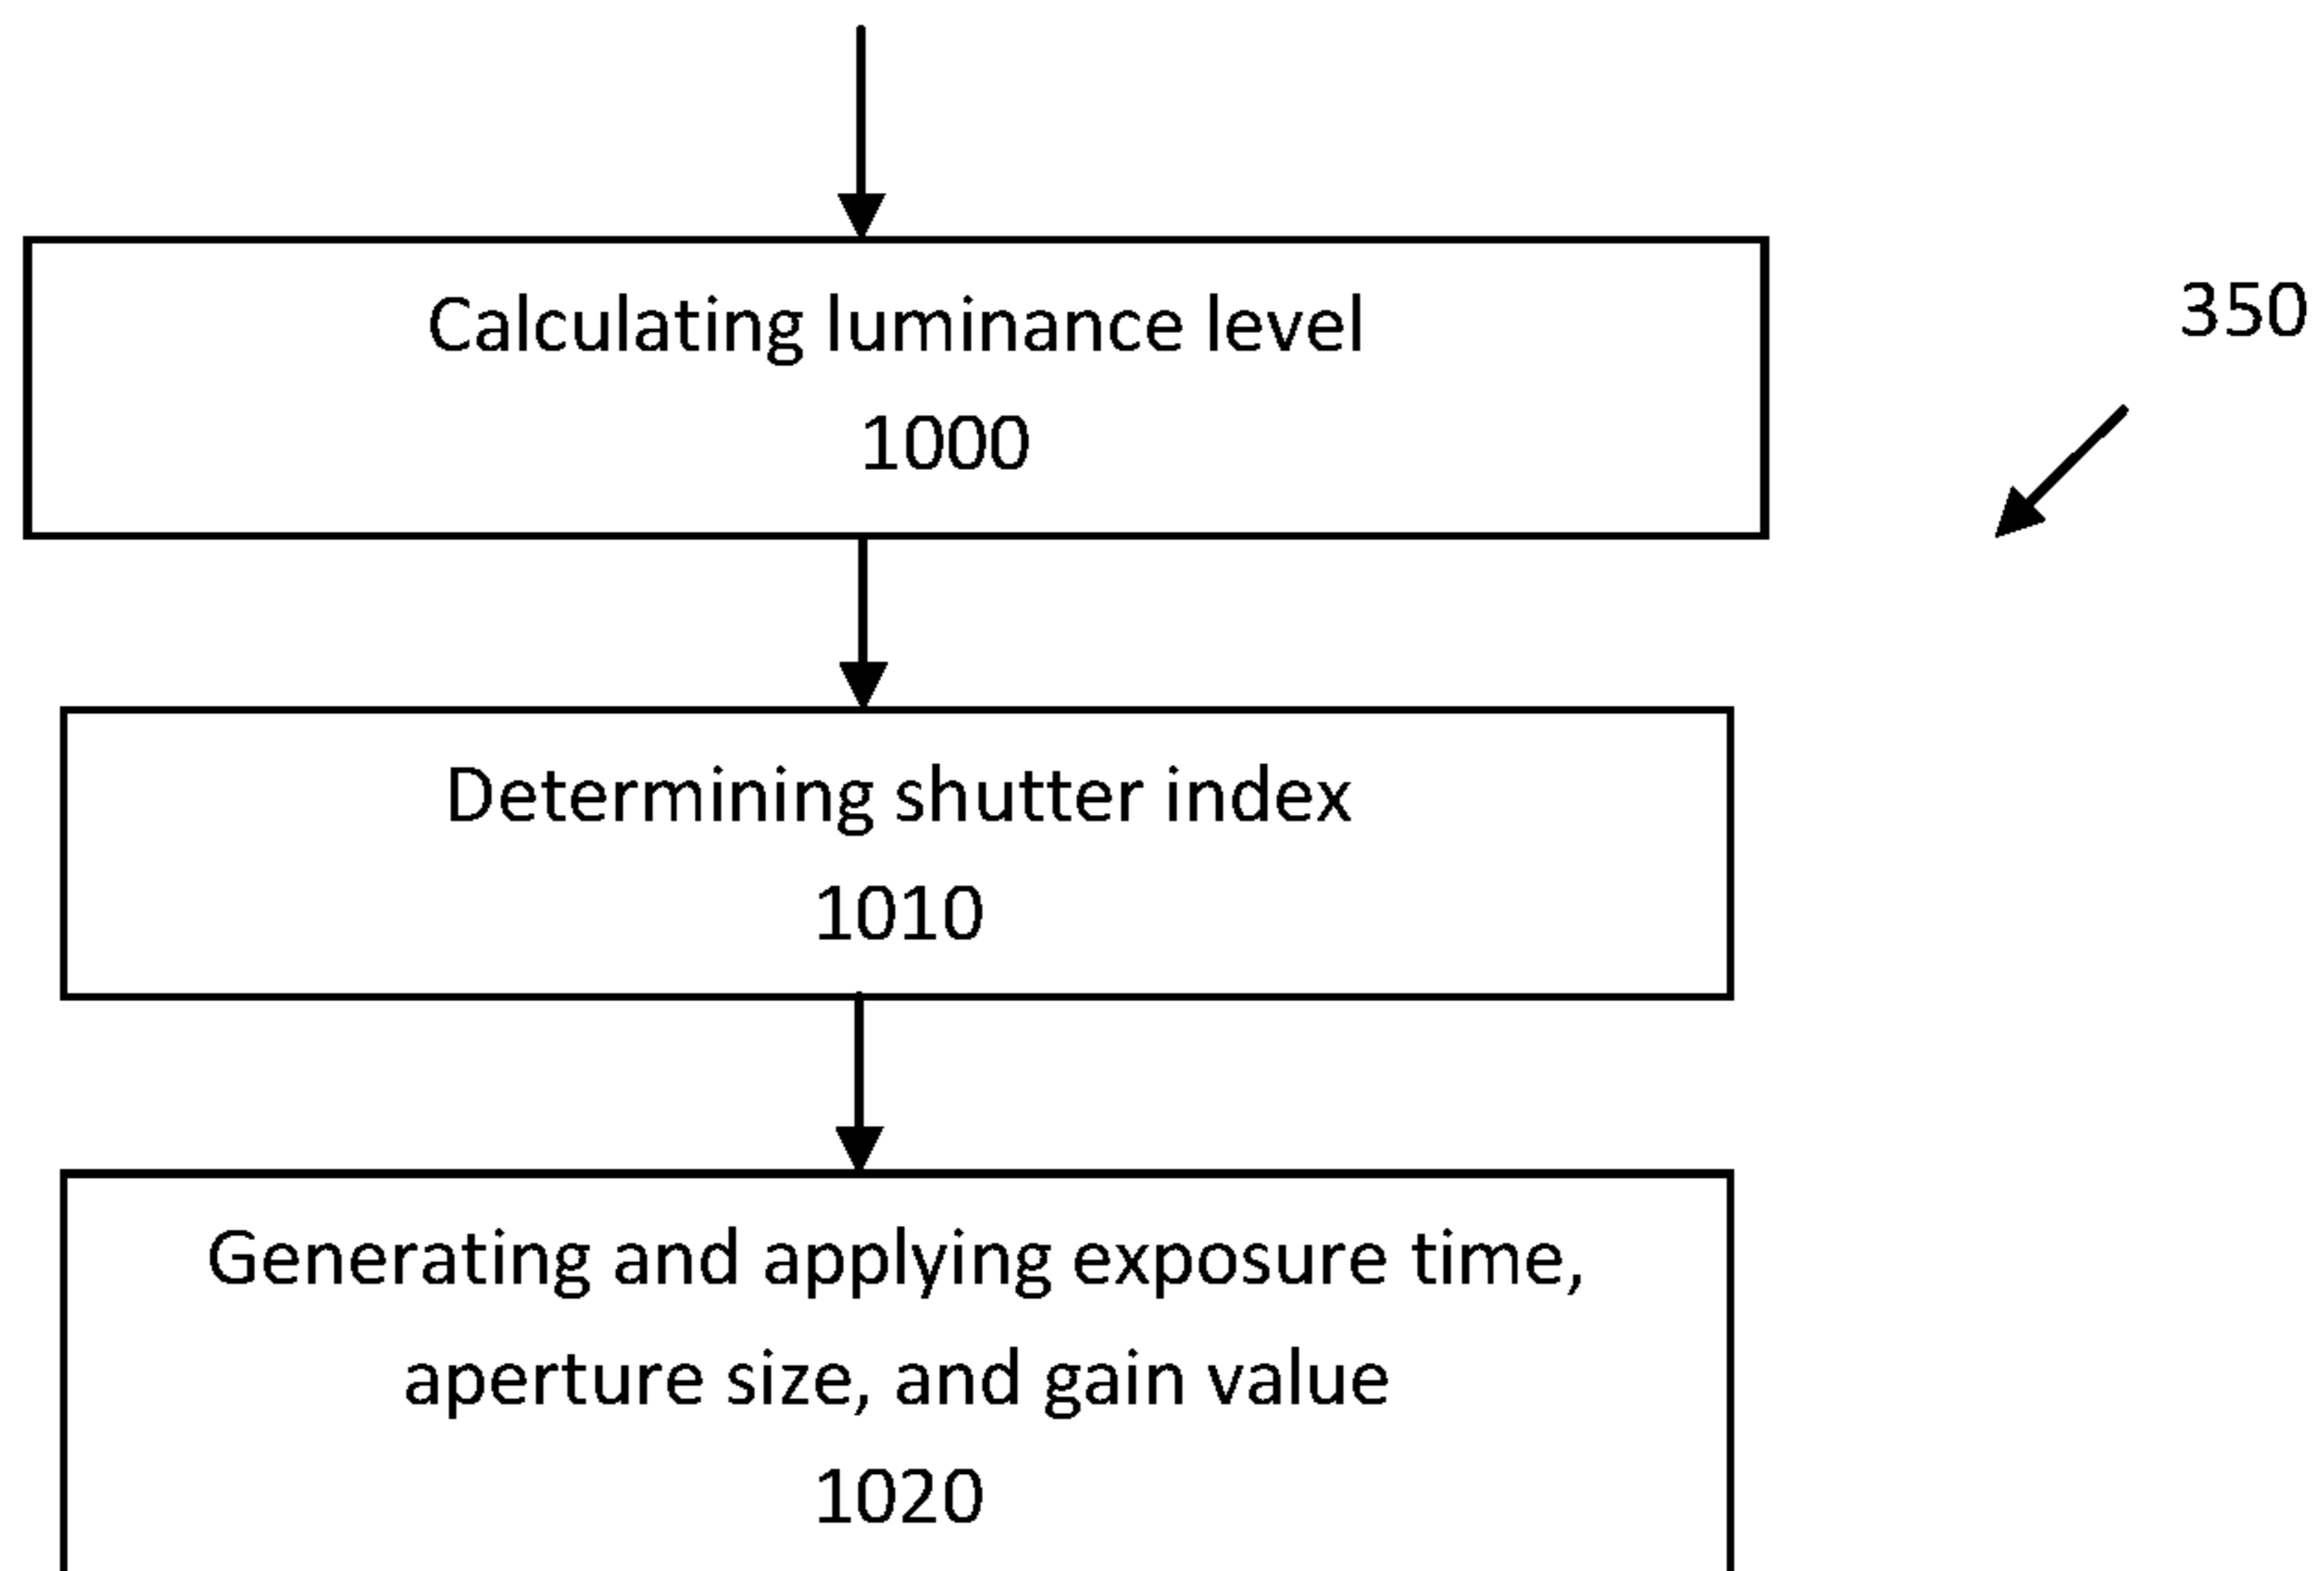 Calculating luminance level
1000
350
Determining shutter index
1010
Generating and applying exposure time,
aperture size, and gain value
1020